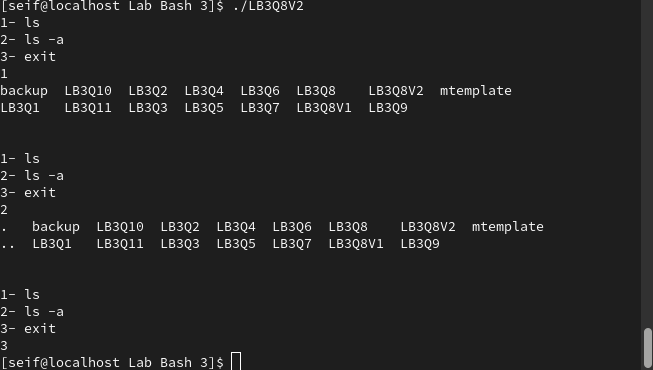 [seif@localhost Lab Bash 3]$ ./LB3Q8V2
1- ls
2- ls -a
3- exit
1
backup  LB3Q10  LB3Q2  LB3Q4  LB3Q6  LB3Q8    LB3Q8V2  mtemplate
LB3Q1   LB3Q11  LB3Q3  LB3Q5  LB3Q7  LB3Q8V1  LB3Q9
1- ls
2- ls -a
3- exit
2
.   backup  LB3Q10  LB3Q2  LB3Q4  LB3Q6  LB3Q8    LB3Q8V2  mtemplate
..  LB3Q1   LB3Q11  LB3Q3  LB3Q5  LB3Q7  LB3Q8V1  LB3Q9
1- ls
2- ls -a
3- exit
3
[seif@localhost Lab Bash 3]$